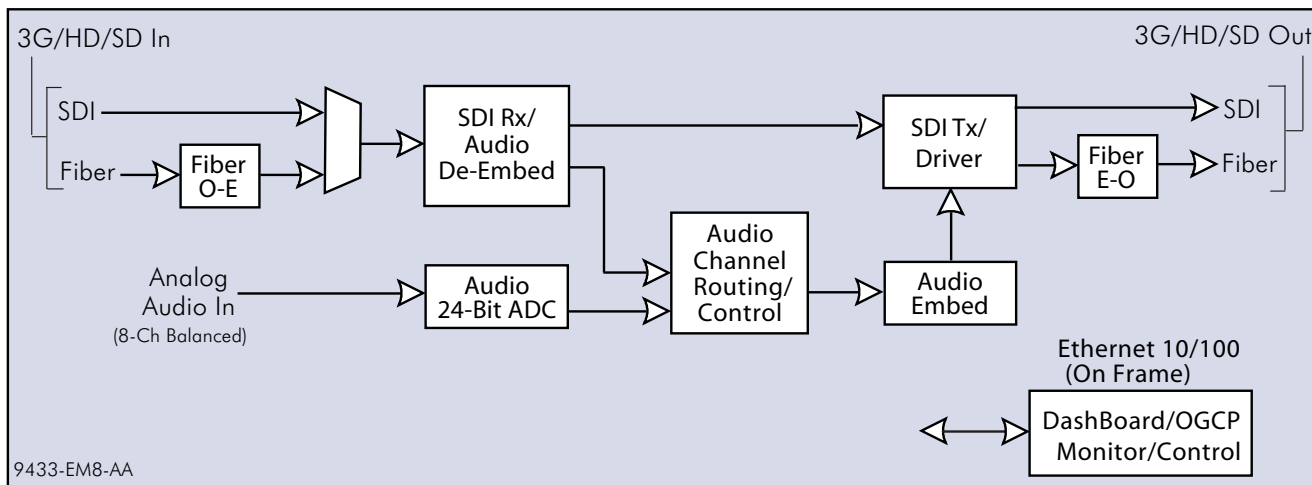 3G/HD/SD In
3G/HD/SD Out
SDI
Fiber
Fiber
O-E
SDI Rx/
Audio
De-Embed
SDI Tx/
Driver
Fiber
E-O
SDI
Fiber
Analog
Audio In
(8-Ch Balanced)
Audio
24-Bit ADC
Audio
Channel
Routing/
Control
Audio
Embed
Ethernet 10/100
(On Frame)
DashBoard/OGCP
Monitor/Control
9433-EM8-AA